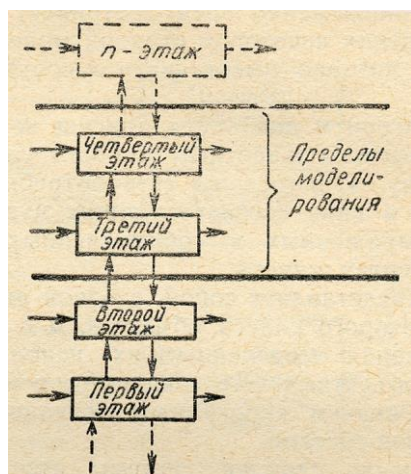 n - этаж
Четвертый
этаж
Пределы
модели-
рования
Третий
этаж
Второй
этаж
Первый
этаж